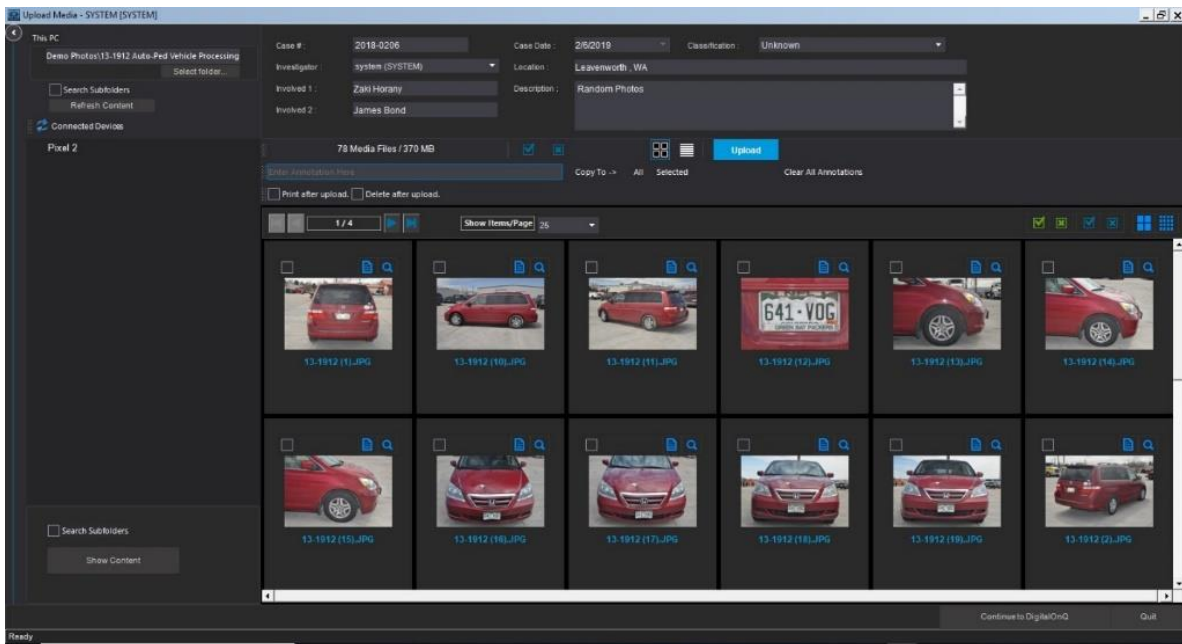 Upload Media - SYSTEM [SYSTEM]
This PC
Demo Photos\13-1912 Auto-Ped Vehicle Processing
Select folder...
Search Subfolders
Refresh Content
Connected Devices
Pixel 2
Case # : 2018-0206 Case Date : 2/6/2019 Classification : Unknown
Investigator : system (SYSTEM) Location : Leavenworth , WA
Involved 1 : Zaki Horany Description : Random Photos
Involved 2 : James Bond
78 Media Files / 370 MB Upload
Enter Annotation Here Copy To -> All Selected Clear All Annotations
Print after upload. Delete after upload.
1 / 4 Show Items/Page 25
641-VOG
GREEN BAY PACKERS
13-1912 (1).JPG 13-1912 (10).JPG 13-1912 (11).JPG 13-1912 (12).JPG 13-1912 (13).JPG 13-1912 (14).JPG
13-1912 (15).JPG 13-1912 (16).JPG 13-1912 (17).JPG 13-1912 (18).JPG 13-1912 (19).JPG 13-1912 (2).JPG
Search Subfolders
Show Content
Continue to DigitalOnQ Quit
Ready